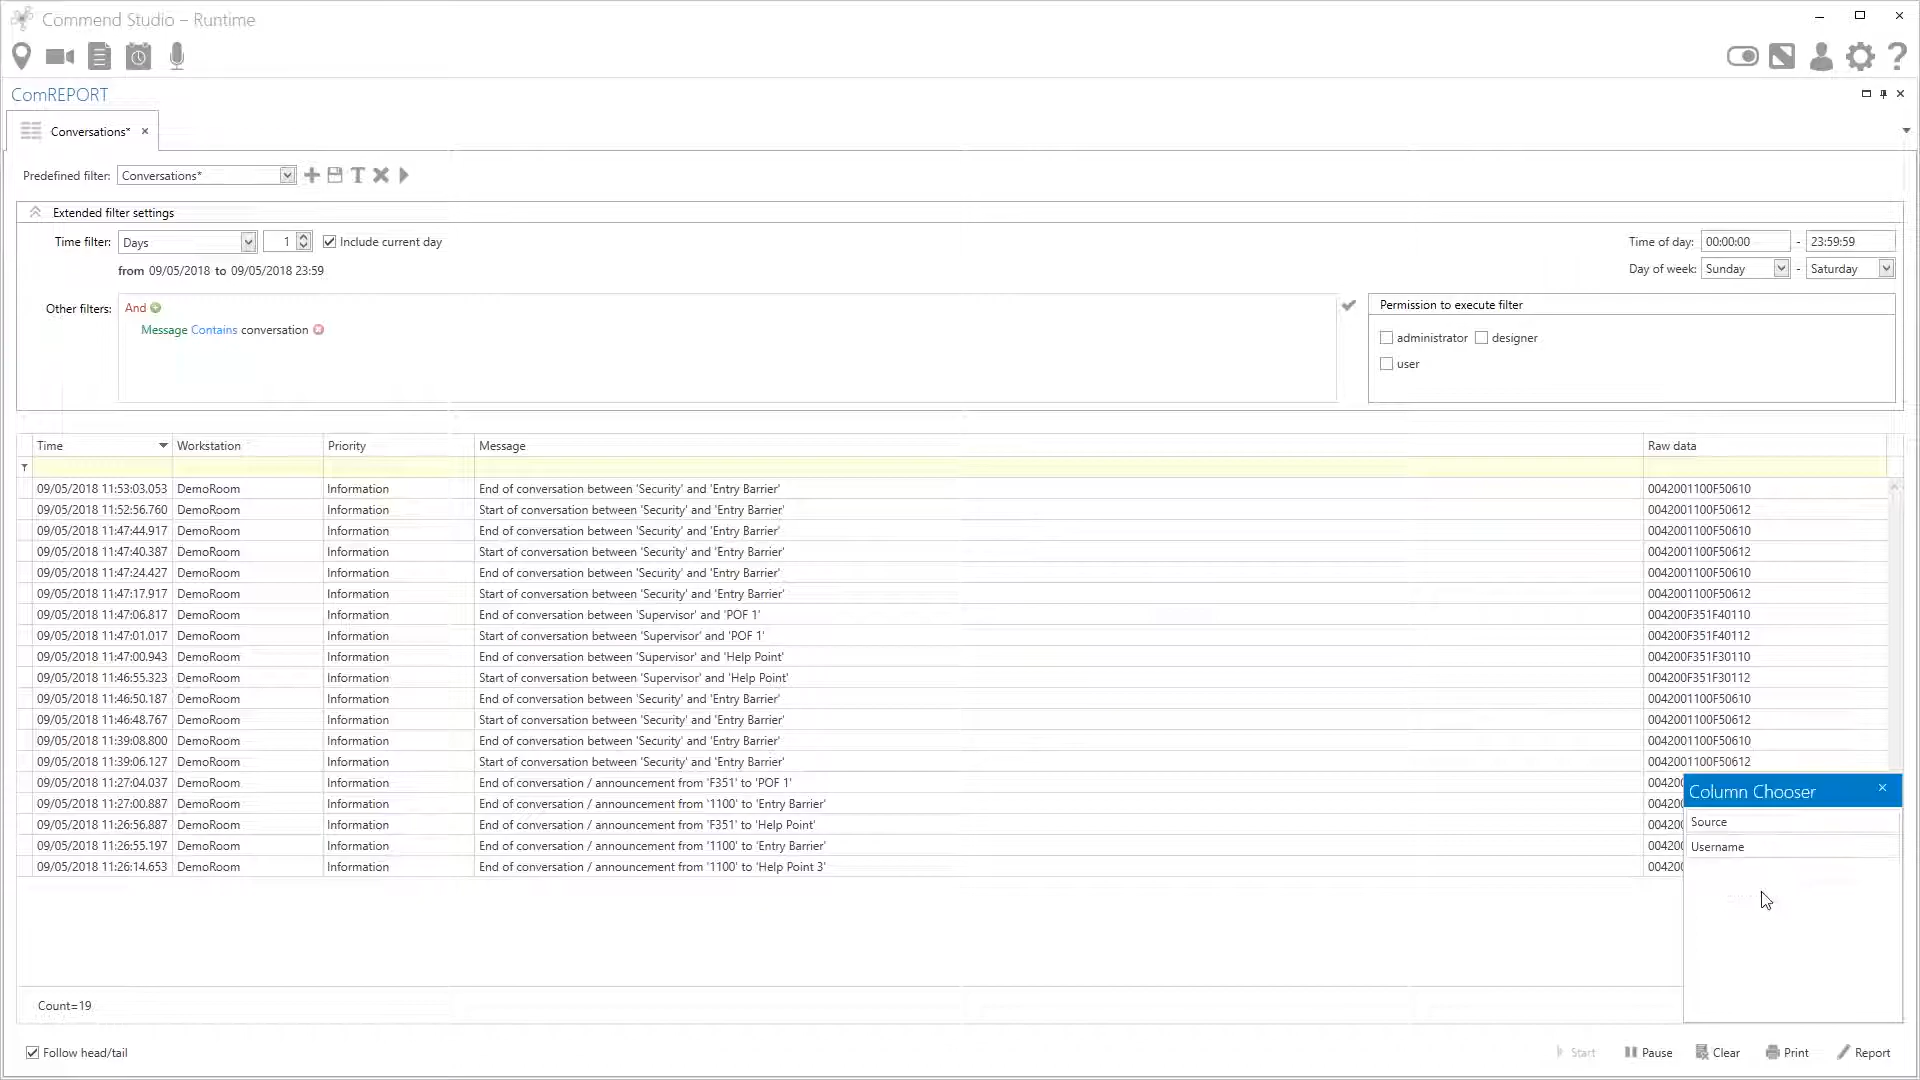 Commend Studio – Runtime
ComREPORT
Conversations*
Predefined filter: Conversations*
Extended filter settings
Time filter: Days 1 Include current day Time of day: 00:00:00 - 23:59:59
from 09/05/2018 to 09/05/2018 23:59 Day of week: Sunday - Saturday
Other filters: And Permission to execute filter
Message Contains conversation
administrator designer
user
Time Workstation Priority Message Raw data
09/05/2018 11:53:03.053 DemoRoom Information End of conversation between 'Security' and 'Entry Barrier' 0042001100F50610
09/05/2018 11:52:56.760 DemoRoom Information Start of conversation between 'Security' and 'Entry Barrier' 0042001100F50612
09/05/2018 11:47:44.917 DemoRoom Information End of conversation between 'Security' and 'Entry Barrier' 0042001100F50610
09/05/2018 11:47:40.387 DemoRoom Information Start of conversation between 'Security' and 'Entry Barrier' 0042001100F50612
09/05/2018 11:47:24.427 DemoRoom Information End of conversation between 'Security' and 'Entry Barrier' 0042001100F50610
09/05/2018 11:47:17.917 DemoRoom Information Start of conversation between 'Security' and 'Entry Barrier' 0042001100F50612
09/05/2018 11:47:06.817 DemoRoom Information End of conversation between 'Supervisor' and 'POF 1' 004200F351F40110
09/05/2018 11:47:01.017 DemoRoom Information Start of conversation between 'Supervisor' and 'POF 1' 004200F351F40112
09/05/2018 11:47:00.943 DemoRoom Information End of conversation between 'Supervisor' and 'Help Point' 004200F351F30110
09/05/2018 11:46:55.323 DemoRoom Information Start of conversation between 'Supervisor' and 'Help Point' 004200F351F30112
09/05/2018 11:46:50.187 DemoRoom Information End of conversation between 'Security' and 'Entry Barrier' 0042001100F50610
09/05/2018 11:46:48.767 DemoRoom Information Start of conversation between 'Security' and 'Entry Barrier' 0042001100F50612
09/05/2018 11:39:08.800 DemoRoom Information End of conversation between 'Security' and 'Entry Barrier' 0042001100F50610
09/05/2018 11:39:06.127 DemoRoom Information Start of conversation between 'Security' and 'Entry Barrier' 0042001100F50612
09/05/2018 11:27:04.037 DemoRoom Information End of conversation / announcement from 'F351' to 'POF 1' 00420
09/05/2018 11:27:00.887 DemoRoom Information End of conversation / announcement from '1100' to 'Entry Barrier' 00420
09/05/2018 11:26:56.887 DemoRoom Information End of conversation / announcement from 'F351' to 'Help Point' 00420
09/05/2018 11:26:55.197 DemoRoom Information End of conversation / announcement from '1100' to 'Entry Barrier' 00420
09/05/2018 11:26:14.653 DemoRoom Information End of conversation / announcement from '1100' to 'Help Point 3' 00420
Column Chooser
Source
Username
Count=19
Follow head/tail Start Pause Clear Print Report